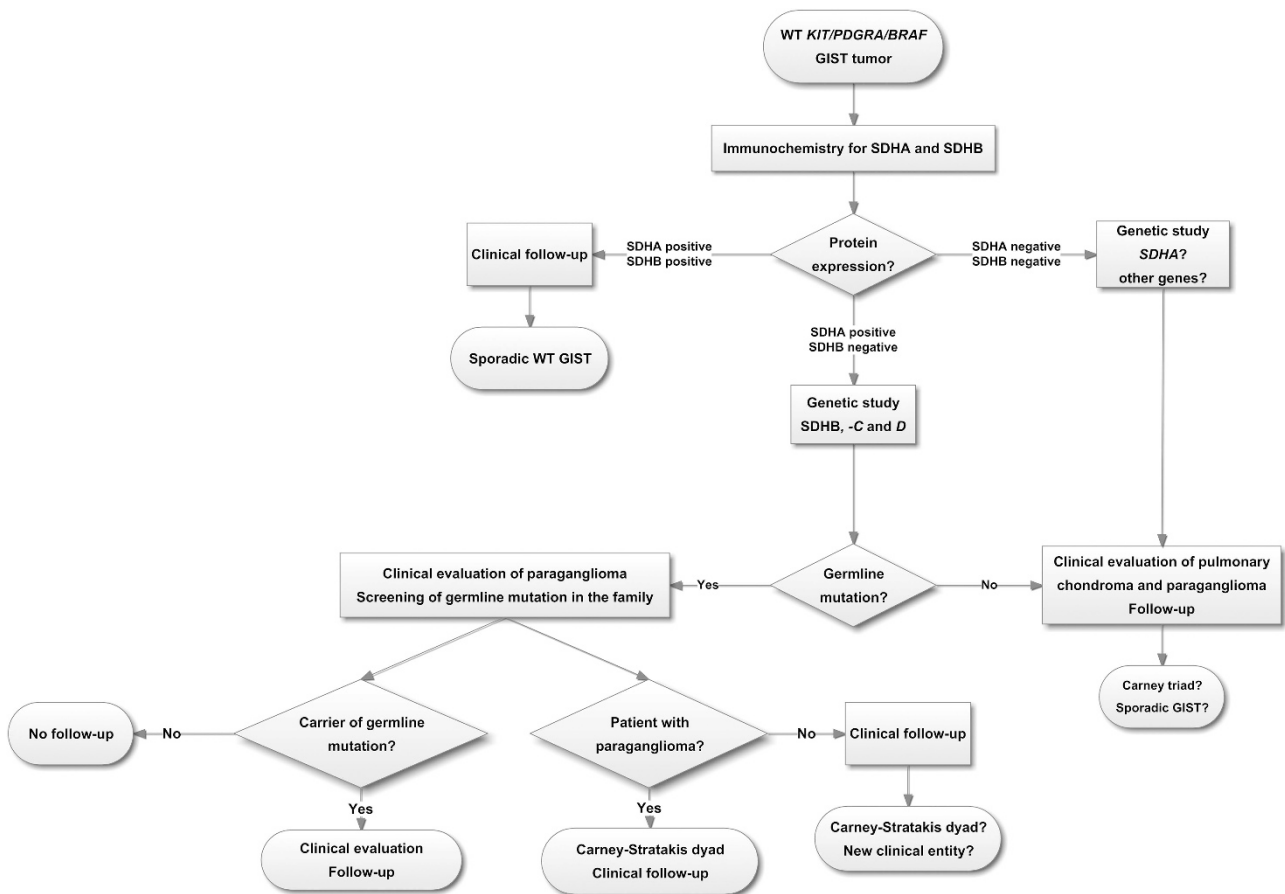 WT KIT/PDGRA/BRAF
GIST tumor
Immunochemistry for SDHA and SDHB
Protein
expression?
SDHA positive
SDHB positive
Clinical follow-up
Sporadic WT GIST
SDHA negative
SDHB negative
Genetic study
SDHA?
other genes?
SDHA positive
SDHB negative
Genetic study
SDHB, -C and D
Germline
mutation?
Yes
Clinical evaluation of paraganglioma
Screening of germline mutation in the family
No
Clinical evaluation of pulmonary
chondroma and paraganglioma
Follow-up
Carney triad?
Sporadic GIST?
Carrier of germline
mutation?
No
No follow-up
Yes
Clinical evaluation
Follow-up
Patient with
paraganglioma?
No
Clinical follow-up
Carney-Stratakis dyad?
New clinical entity?
Yes
Carney-Stratakis dyad
Clinical follow-up